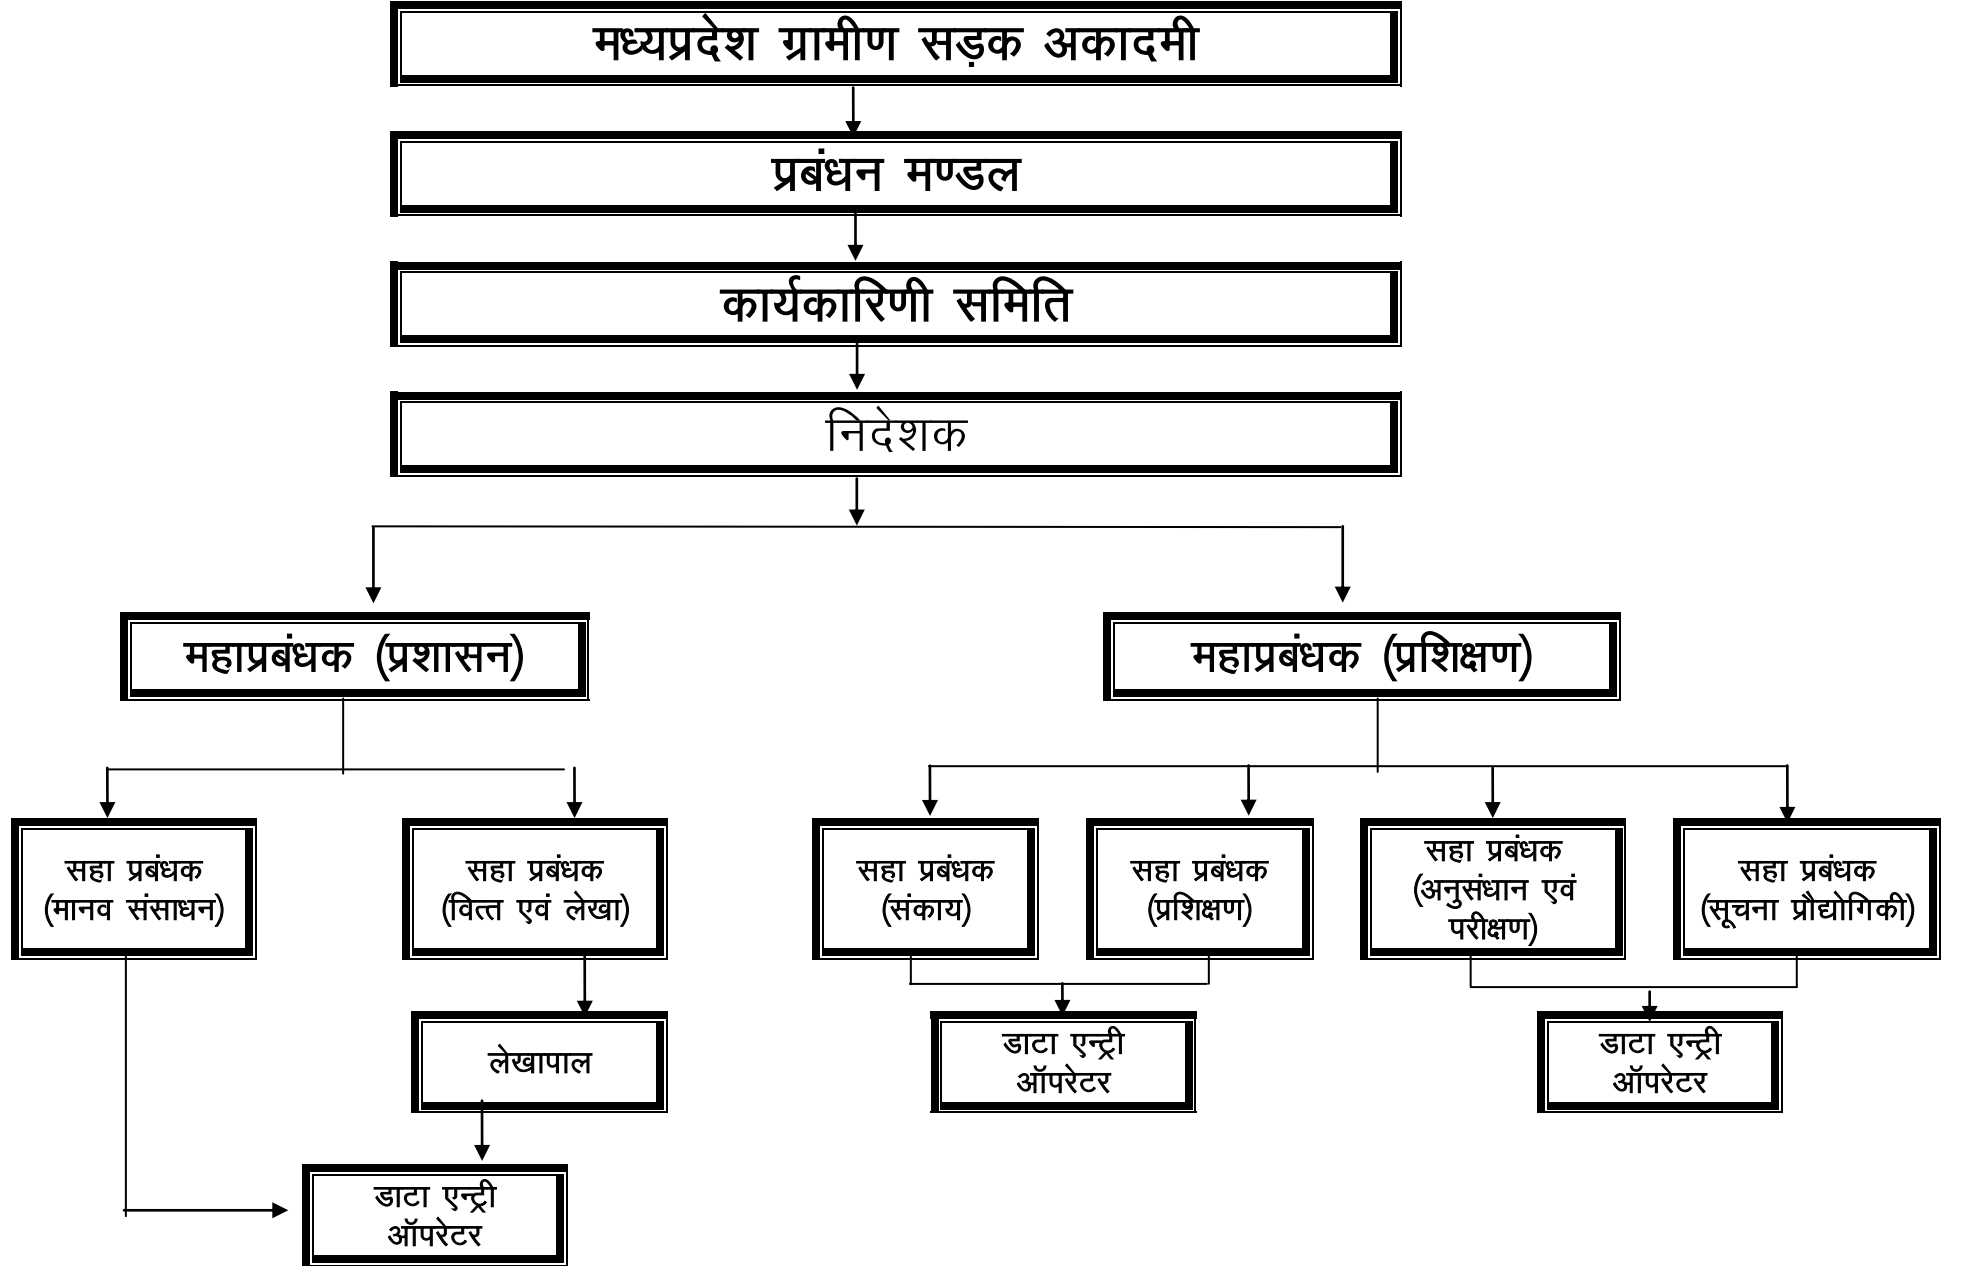 मध्यप्रदेश ग्रामीण सड़क अकादमी
प्रबंधन मण्डल
कार्यकारिणी समिति
निदेशक
महाप्रबंधक (प्रशासन)
महाप्रबंधक (प्रशिक्षण)
सहा प्रबंधक
(मानव संसाधन)
सहा प्रबंधक
(वित्त एवं लेखा)
सहा प्रबंधक
(संकाय)
सहा प्रबंधक
(प्रशिक्षण)
सहा प्रबंधक
(अनुसंधान एवं
परीक्षण)
सहा प्रबंधक
(सूचना प्रौद्योगिकी)
लेखापाल
डाटा एन्ट्री
ऑपरेटर
डाटा एन्ट्री
ऑपरेटर
डाटा एन्ट्री
ऑपरेटर